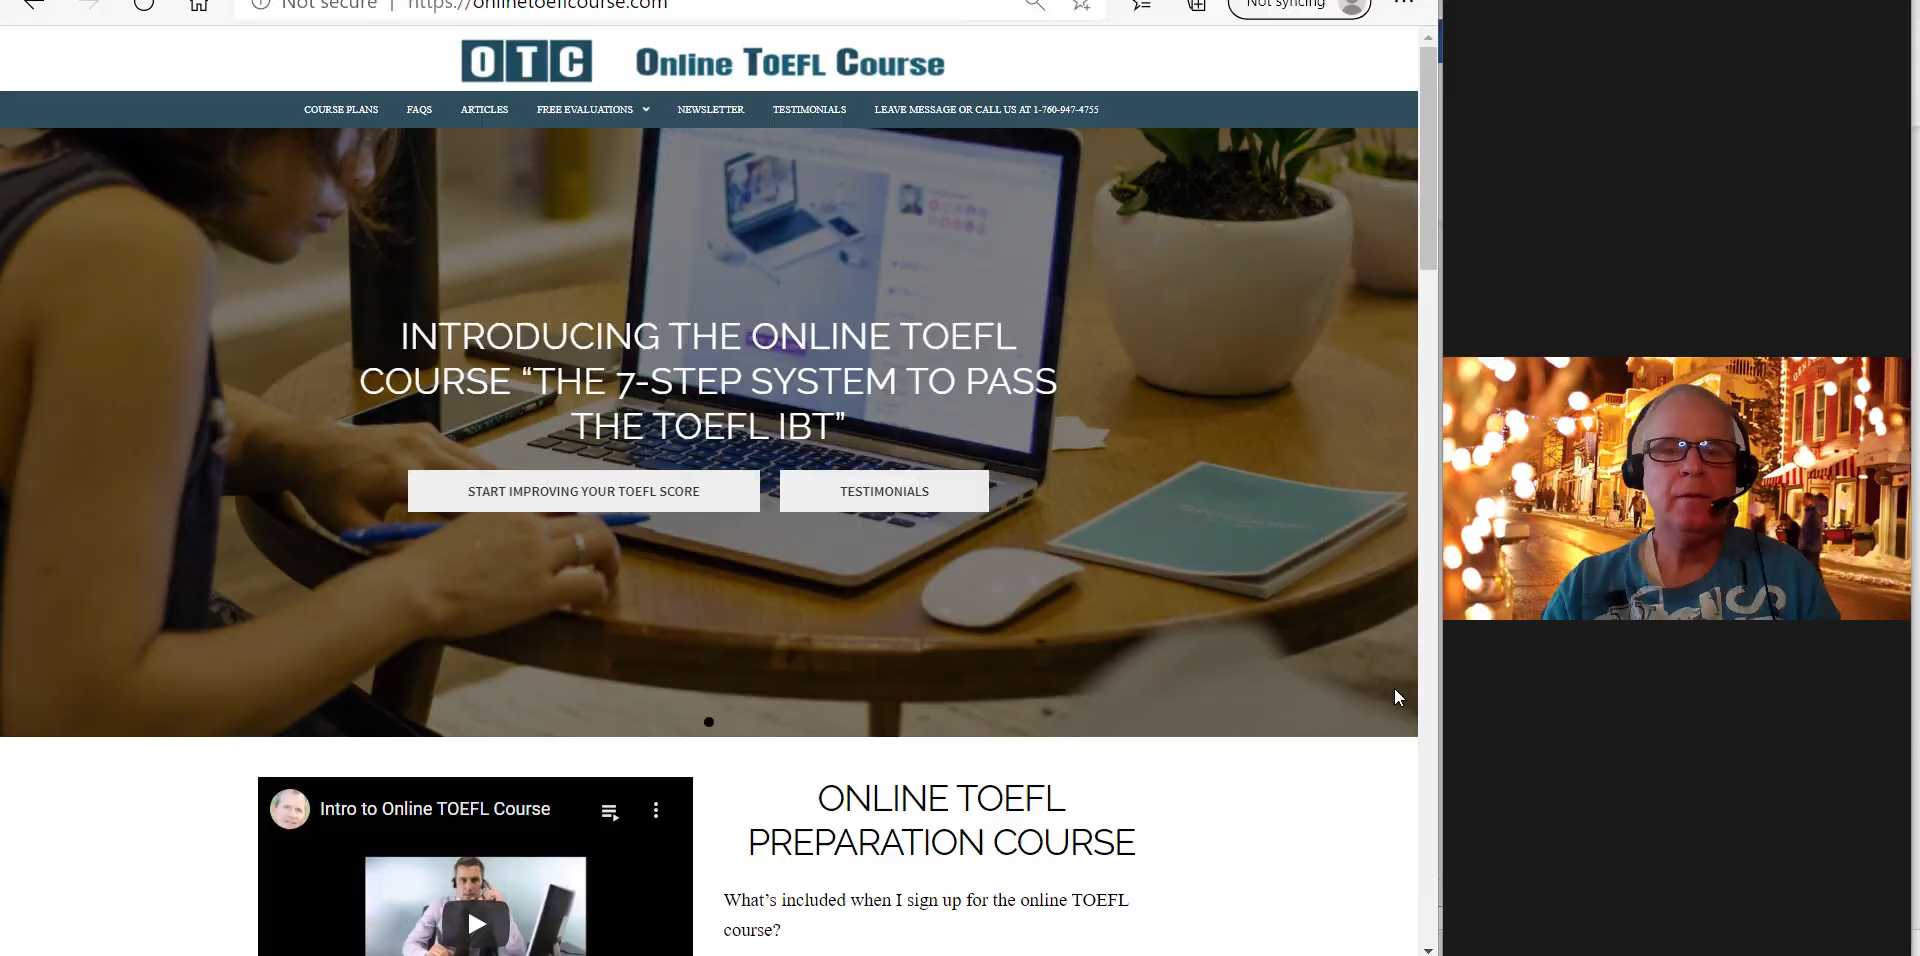 Not secure | https://onlinetoeflcourse.com
Not syncing
OTC Online TOEFL Course
COURSE PLANS FAQS ARTICLES FREE EVALUATIONS NEWSLETTER TESTIMONIALS LEAVE MESSAGE OR CALL US AT 1-760-947-4755
INTRODUCING THE ONLINE TOEFL
COURSE “THE 7-STEP SYSTEM TO PASS
THE TOEFL IBT”
START IMPROVING YOUR TOEFL SCORE TESTIMONIALS
Intro to Online TOEFL Course
ONLINE TOEFL
PREPARATION COURSE
What’s included when I sign up for the online TOEFL
course?